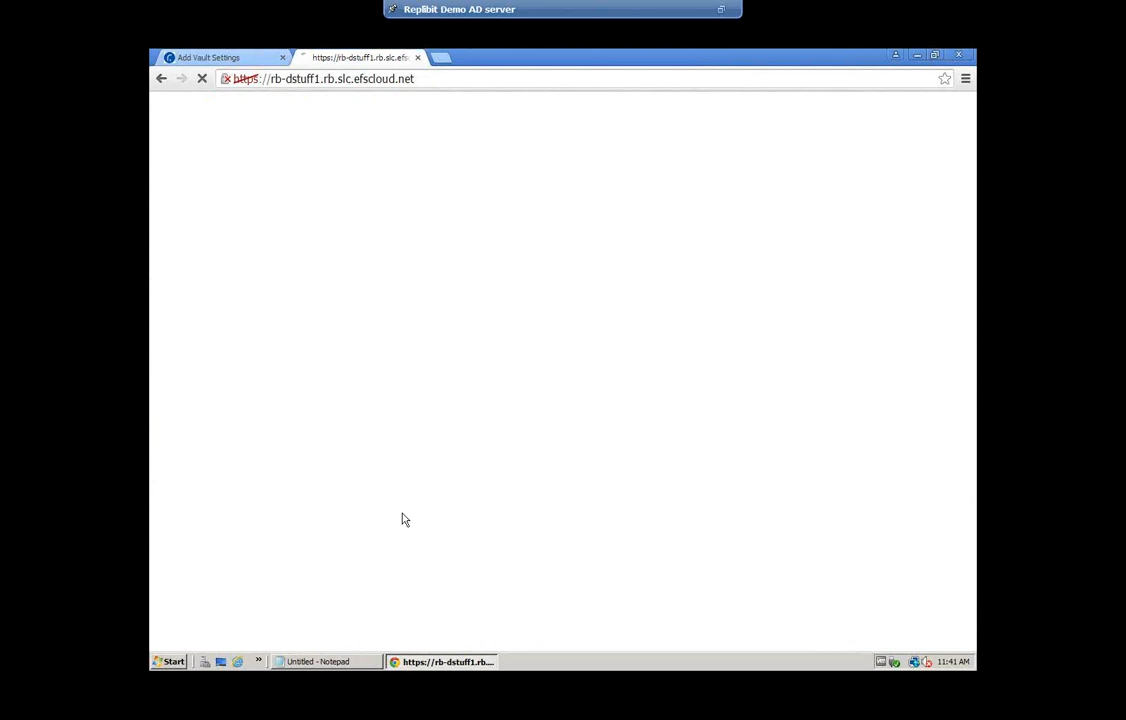 Replibit Demo AD server
Add Vault Settings
https://rb-dstuff1.rb.slc.efs
https://rb-dstuff1.rb.slc.efscloud.net
Start
Untitled - Notepad
https://rb-dstuff1.rb....
11:41 AM